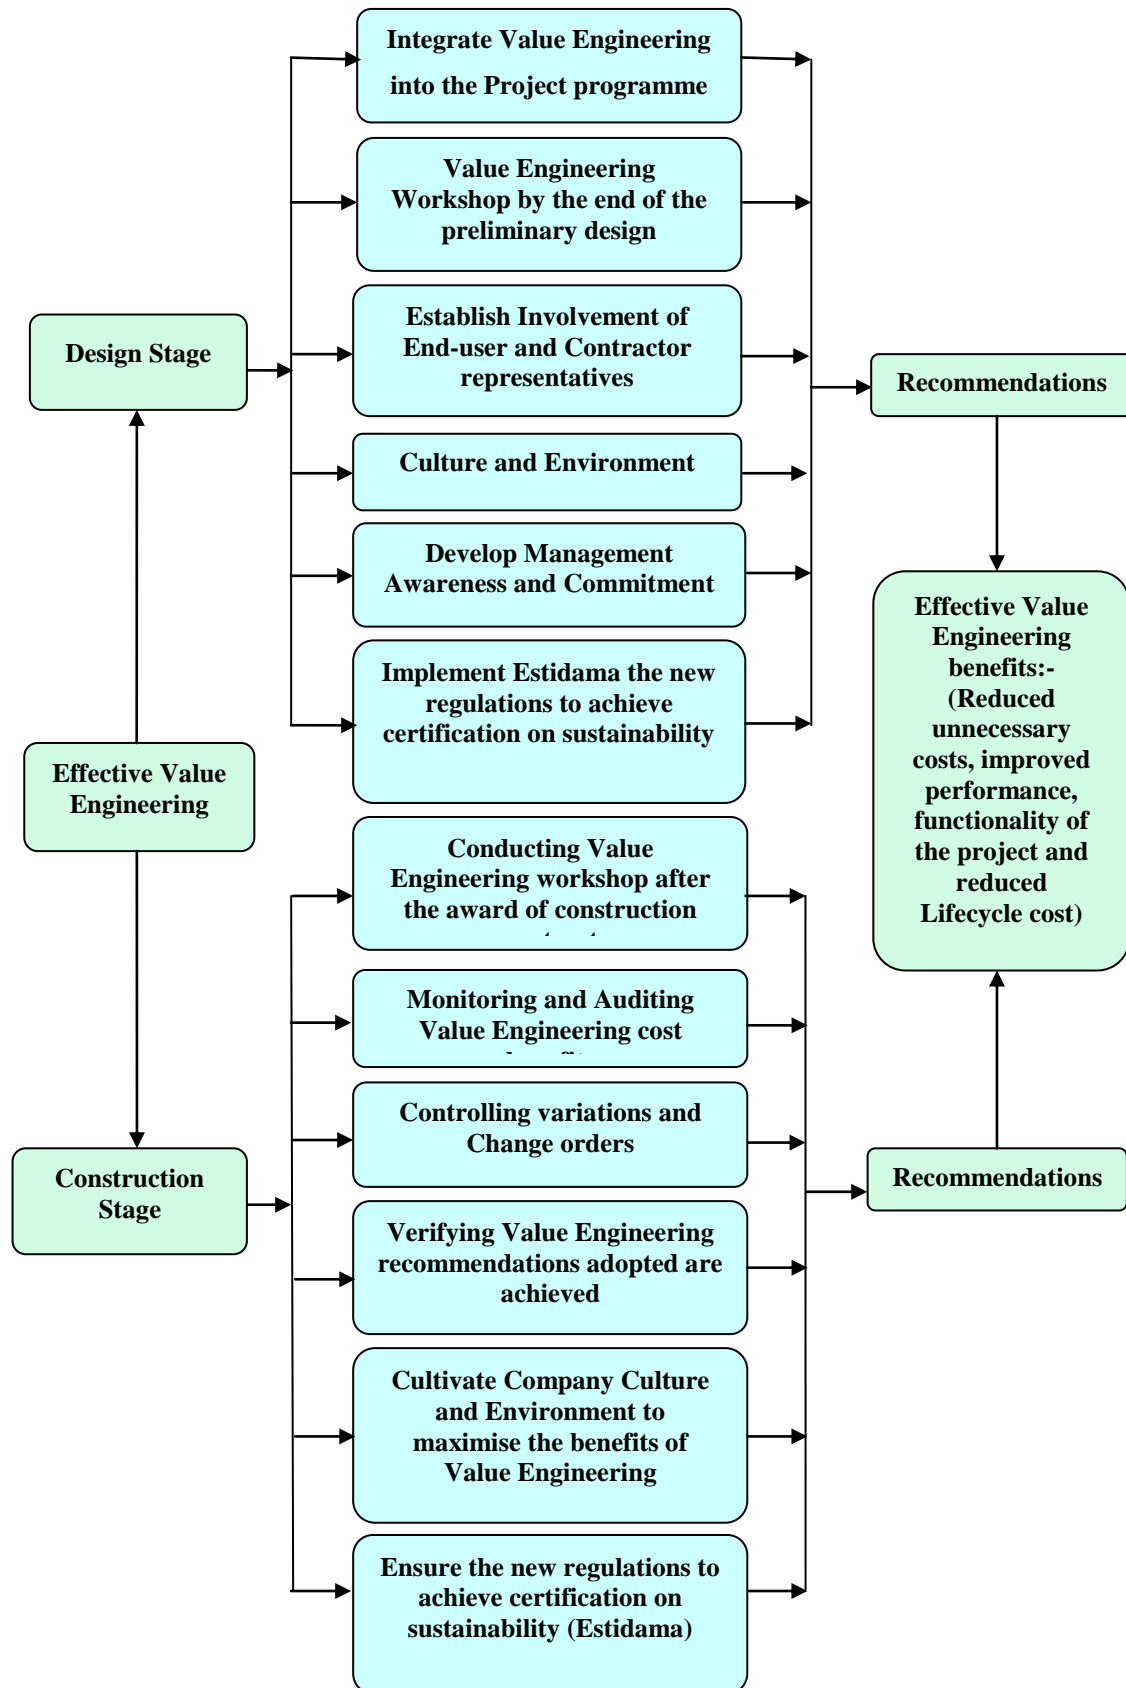 Integrate Value Engineering
into the Project programme
Value Engineering
Workshop by the end of the
preliminary design
Establish Involvement of
End-user and Contractor
representatives
Design Stage
Recommendations
Culture and Environment
Develop Management
Awareness and Commitment
Effective Value
Engineering
benefits:-
(Reduced
unnecessary
costs, improved
performance,
functionality of
the project and
reduced
Lifecycle cost)
Implement Estidama the new
regulations to achieve
certification on sustainability
Effective Value
Engineering
Conducting Value
Engineering workshop after
the award of construction
Monitoring and Auditing
Value Engineering cost
Controlling variations and
Change orders
Construction
Stage
Recommendations
Verifying Value Engineering
recommendations adopted are
achieved
Cultivate Company Culture
and Environment to
maximise the benefits of
Value Engineering
Ensure the new regulations to
achieve certification on
sustainability (Estidama)